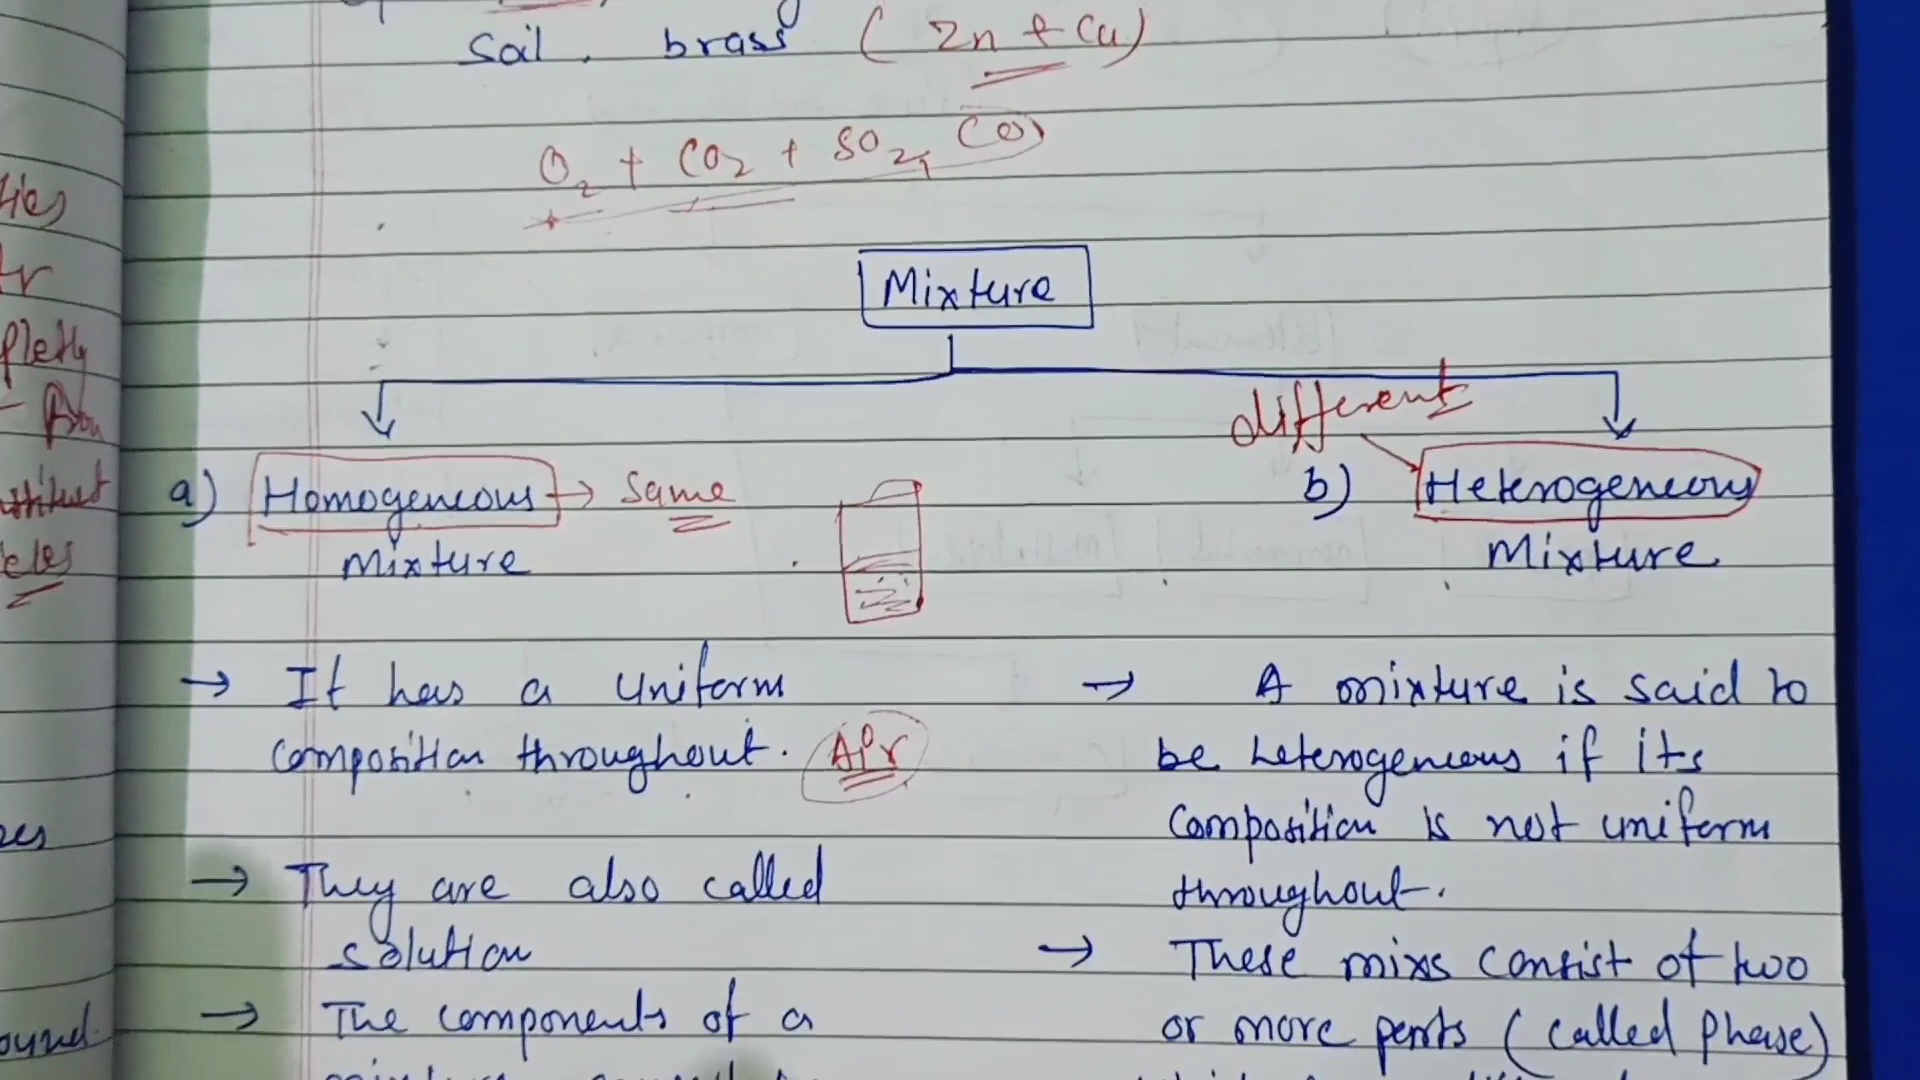 Soil, brass (Zn + Cu)
O2 + CO2 + SO2, (CO)
Mixture
different
a) Homogeneous → Same
mixture
b) Heterogeneous
Mixture
→ It has a uniform
composition throughout. Air
→ They are also called
solution
→ The components of a
→ A mixture is said to
be heterogeneous if its
composition is not uniform
throughout.
→ These mixs consist of two
or more parts (called phase)